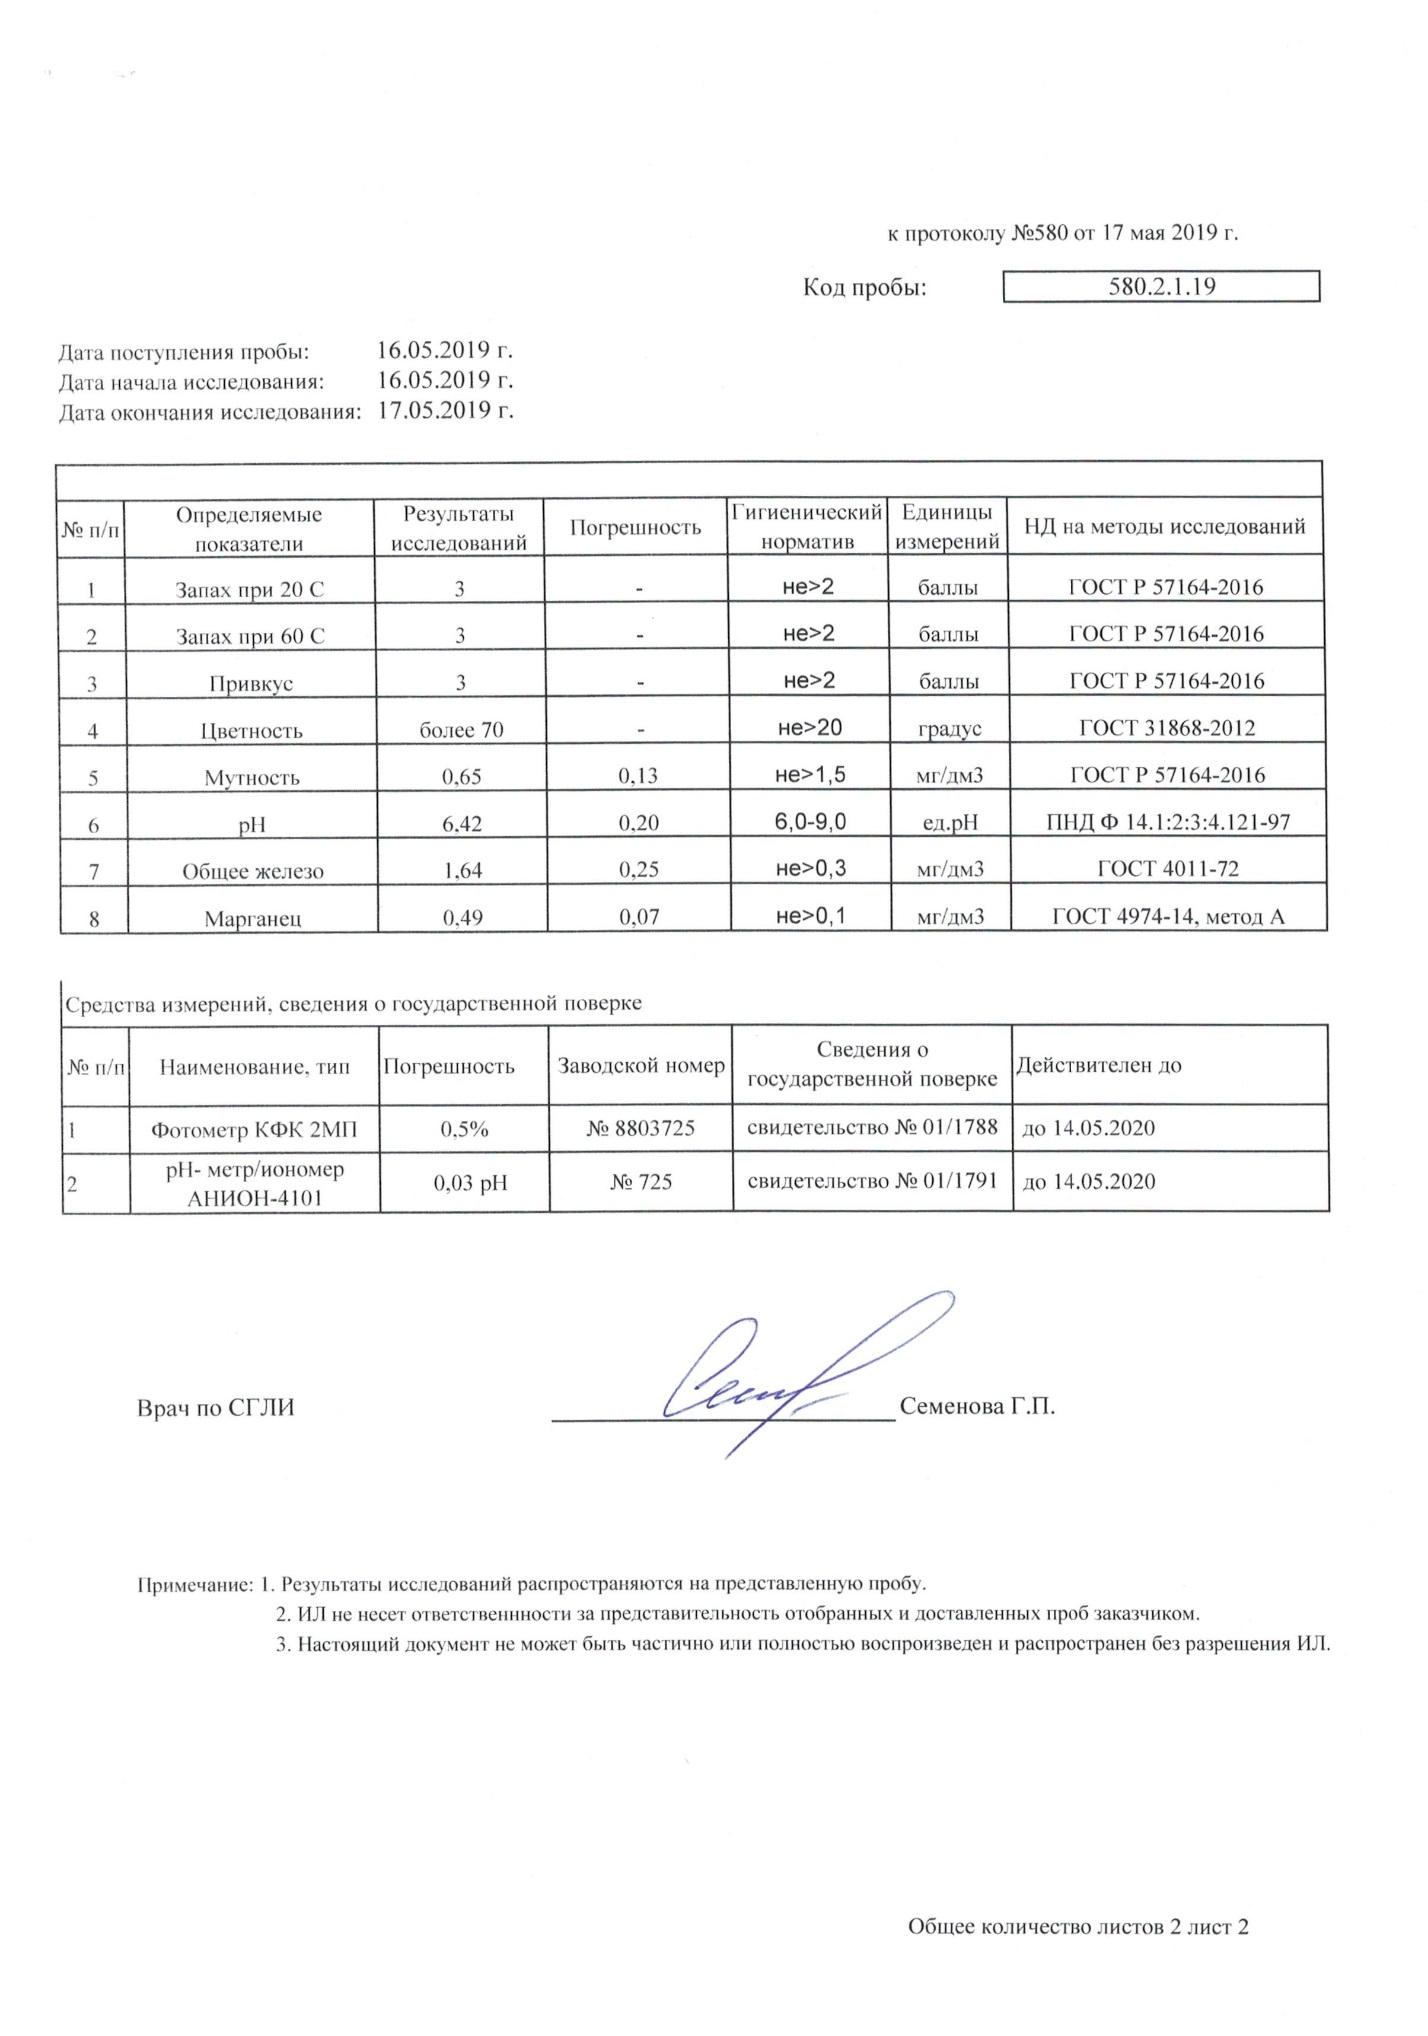 к протоколу №580 от 17 мая 2019 г.
Код пробы: 580.2.1.19
Дата поступления пробы: 16.05.2019 г.
Дата начала исследования: 16.05.2019 г.
Дата окончания исследования: 17.05.2019 г.
№ п/п Определяемые показатели Результаты исследований Погрешность Гигиенический норматив Единицы измерений НД на методы исследований
1 Запах при 20 С 3 - не>2 баллы ГОСТ Р 57164-2016
2 Запах при 60 С 3 - не>2 баллы ГОСТ Р 57164-2016
3 Привкус 3 - не>2 баллы ГОСТ Р 57164-2016
4 Цветность более 70 - не>20 градус ГОСТ 31868-2012
5 Мутность 0,65 0,13 не>1,5 мг/дм3 ГОСТ Р 57164-2016
6 рН 6,42 0,20 6,0-9,0 ед.рН ПНД Ф 14.1:2:3:4.121-97
7 Общее железо 1,64 0,25 не>0,3 мг/дм3 ГОСТ 4011-72
8 Марганец 0,49 0,07 не>0,1 мг/дм3 ГОСТ 4974-14, метод А
Средства измерений, сведения о государственной поверке
№ п/п Наименование, тип Погрешность Заводской номер Сведения о государственной поверке Действителен до
1 Фотометр КФК 2МП 0,5% № 8803725 свидетельство № 01/1788 до 14.05.2020
2 рН- метр/иономер АНИОН-4101 0,03 рН № 725 свидетельство № 01/1791 до 14.05.2020
Врач по СГЛИ Семенова Г.П.
Примечание: 1. Результаты исследований распространяются на представленную пробу.
2. ИЛ не несет ответственнности за представительность отобранных и доставленных проб заказчиком.
3. Настоящий документ не может быть частично или полностью воспроизведен и распространен без разрешения ИЛ.
Общее количество листов 2 лист 2